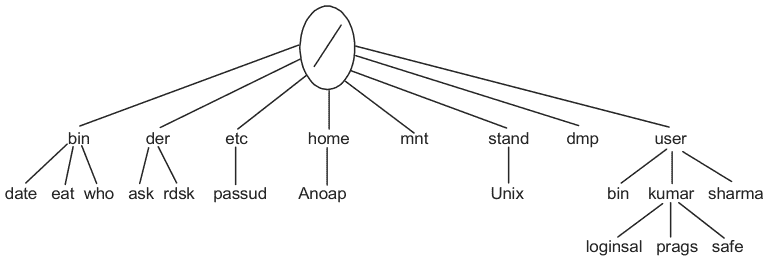 /
bin der etc home mnt stand dmp user
date eat who ask rdsk passud Anoap Unix bin kumar sharma
loginsal prags safe